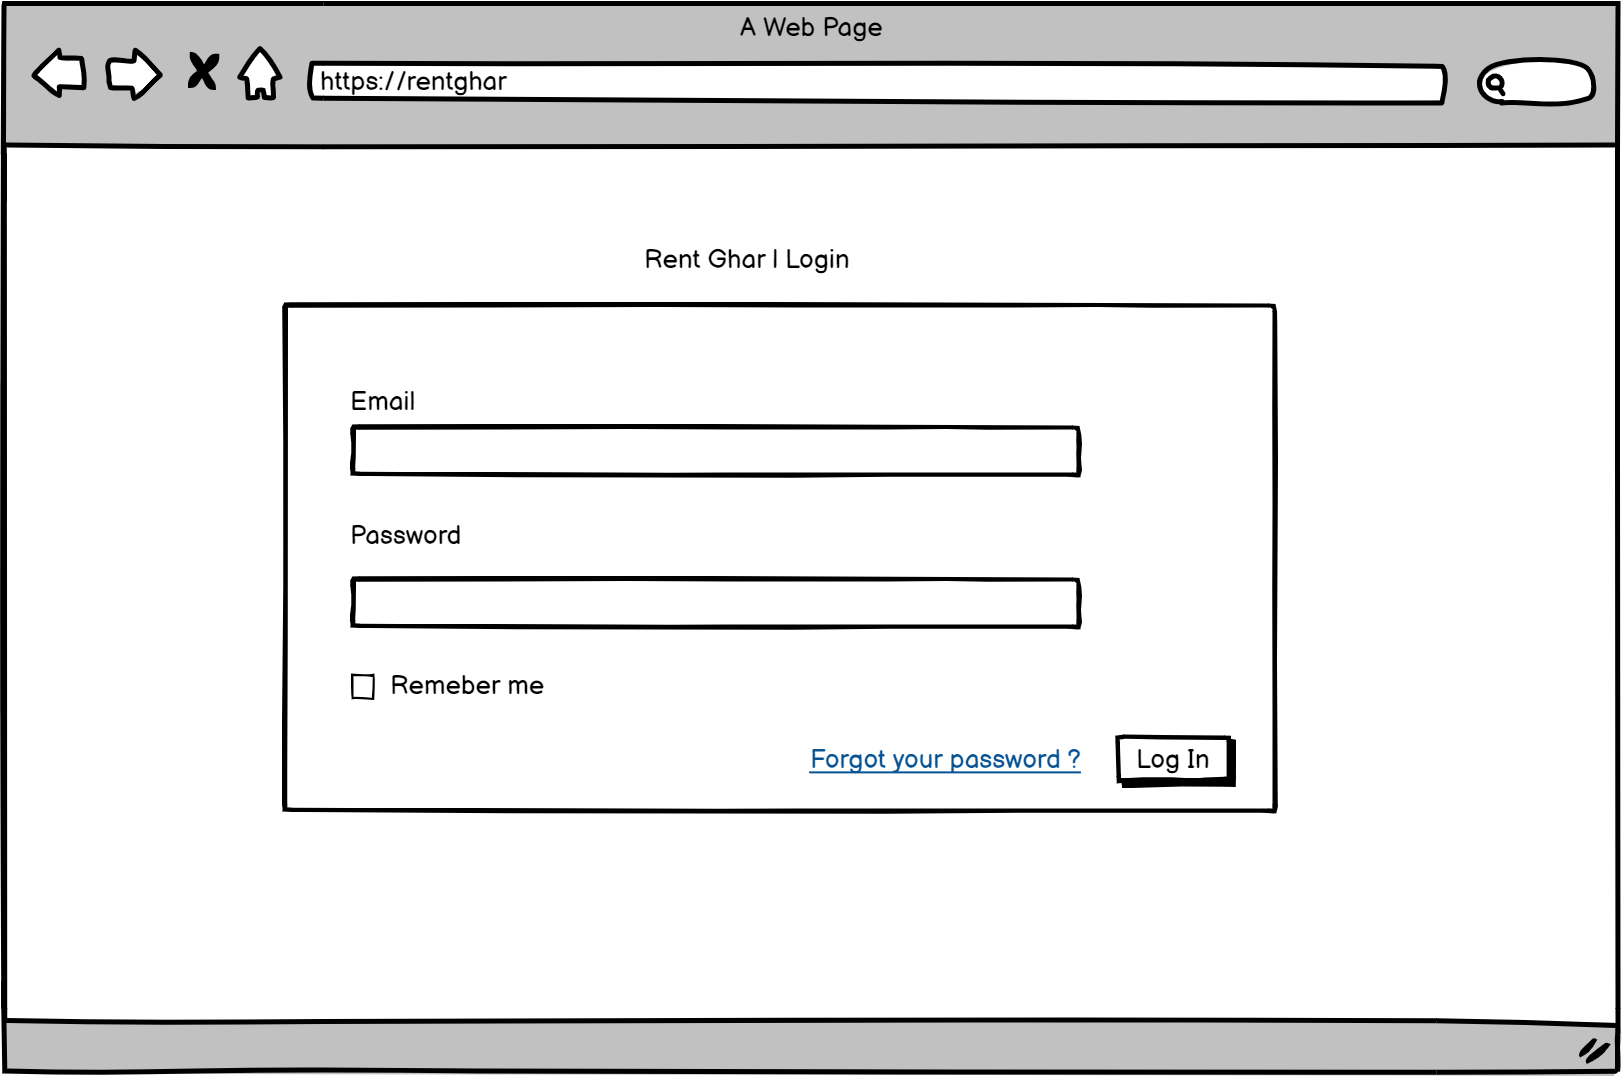 A Web Page
https://rentghar
Rent Ghar | Login
Email
Password
Remeber me
Forgot your password ?
Log In